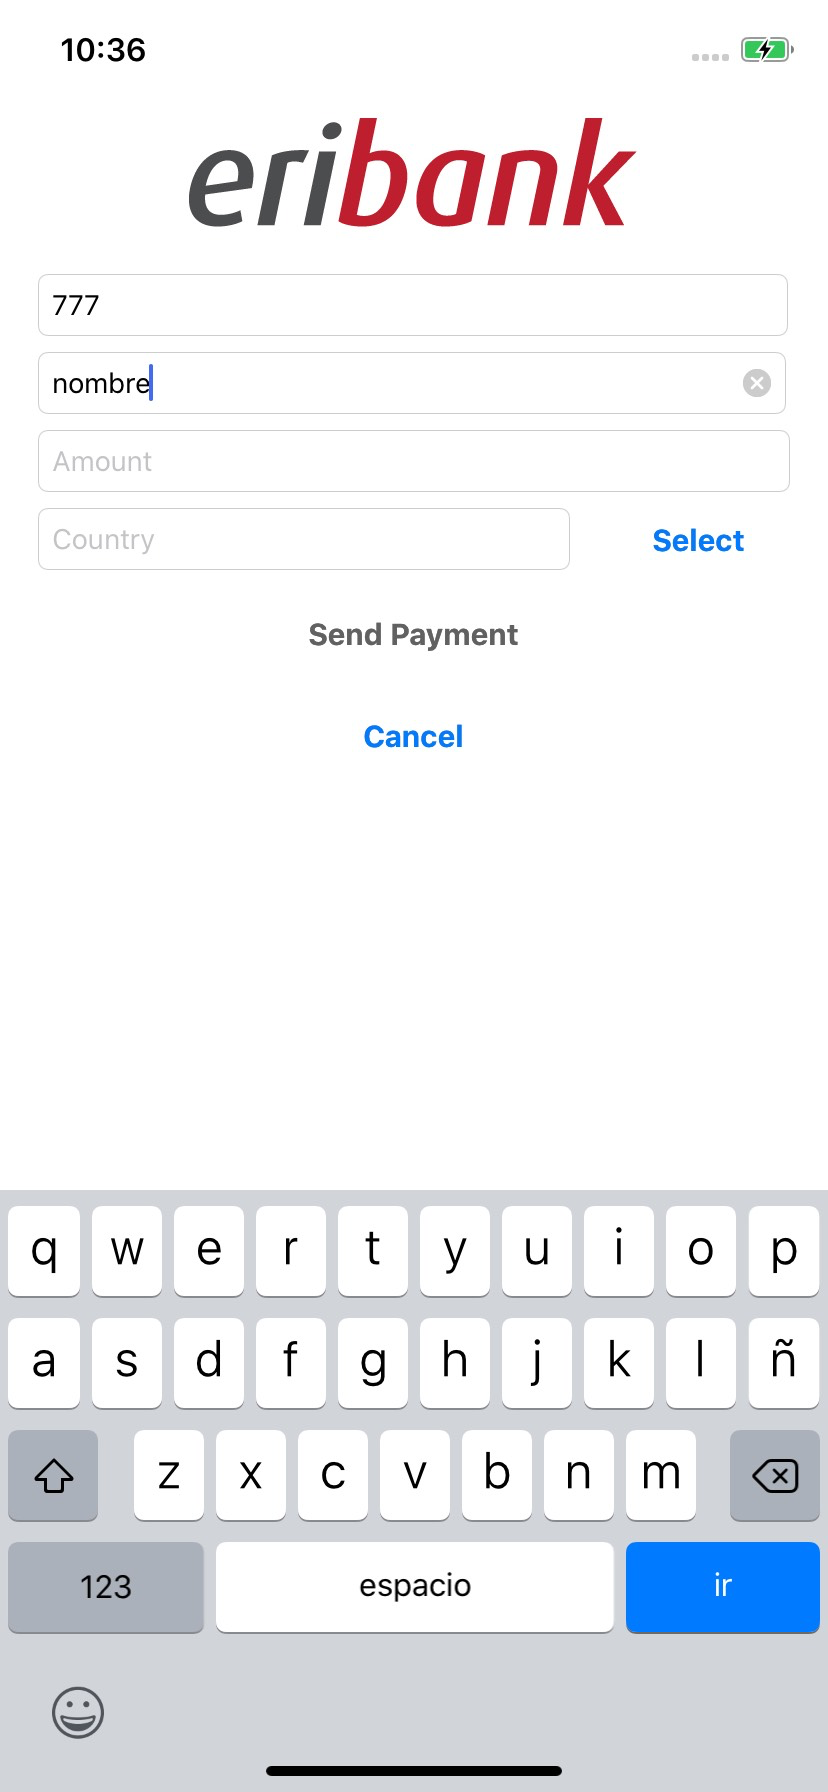 10:36
eribank
777
nombre
Amount
Country Select
Send Payment
Cancel
q w e r t y u i o p
a s d f g h j k l ñ
z x c v b n m
123 espacio ir